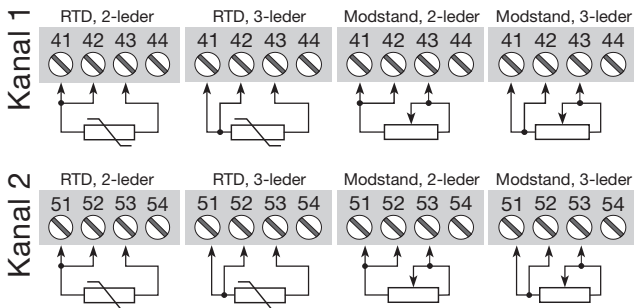 Kanal 1
RTD, 2-leder RTD, 3-leder Modstand, 2-leder Modstand, 3-leder
41 42 43 44 41 42 43 44 41 42 43 44 41 42 43 44
Kanal 2
RTD, 2-leder RTD, 3-leder Modstand, 2-leder Modstand, 3-leder
51 52 53 54 51 52 53 54 51 52 53 54 51 52 53 54